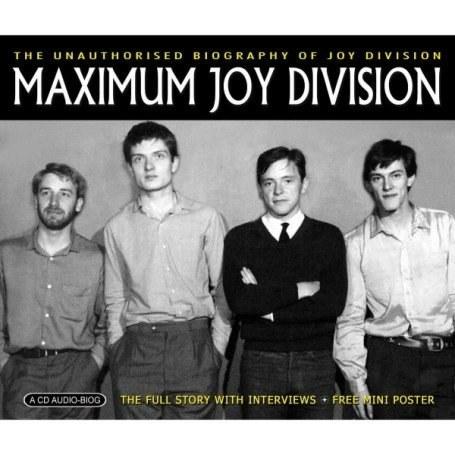 THE UNAUTHORISED BIOGRAPHY OF JOY DIVISION
MAXIMUM JOY DIVISION
A CD AUDIO-BIOG
THE FULL STORY WITH INTERVIEWS + FREE MINI POSTER